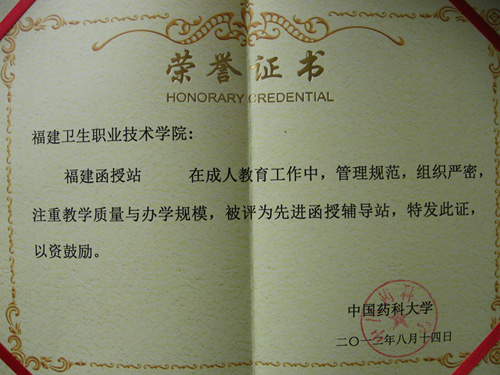 荣誉证书
HONORARY CREDENTIAL
福建卫生职业技术学院:
福建函授站 在成人教育工作中，管理规范，组织严密，
注重教学质量与办学规模，被评为先进函授辅导站，特发此证，
以资鼓励。
中国药科大学
二〇一二年八月十四日